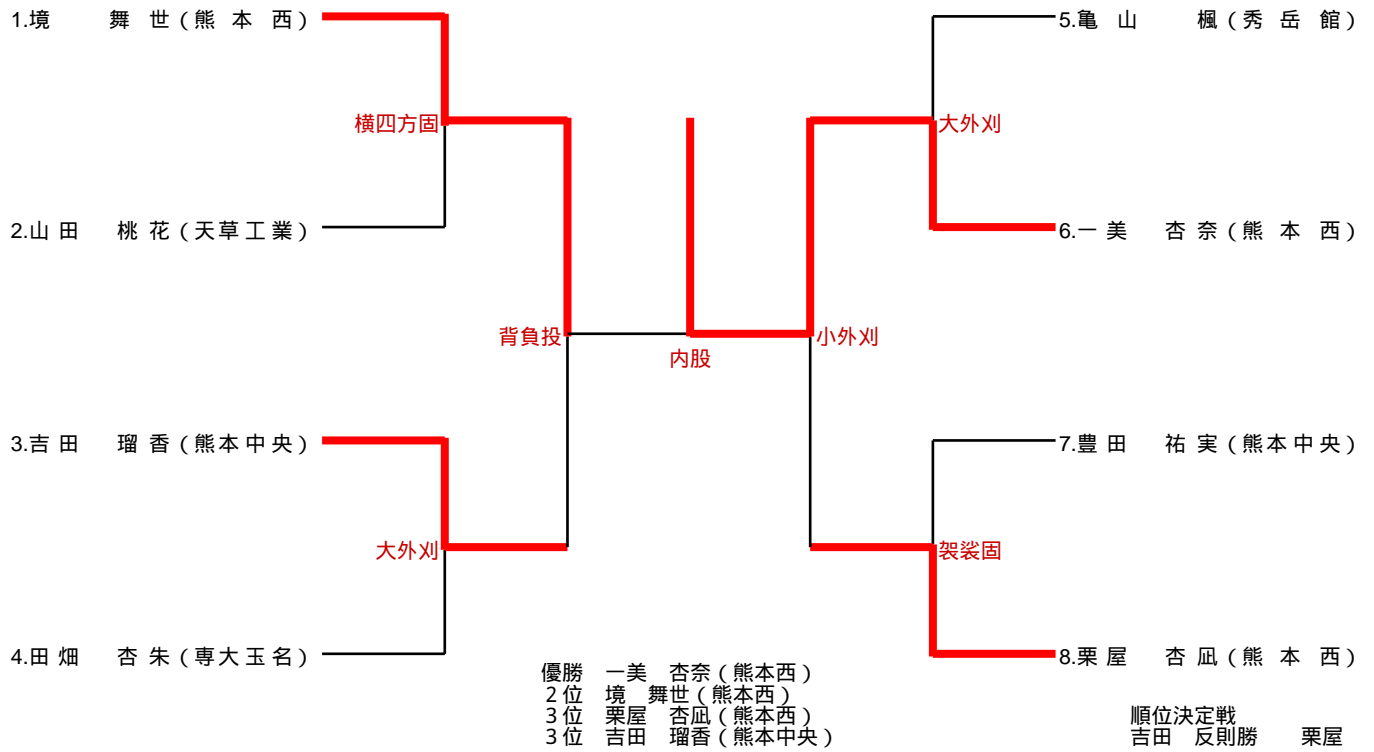 1.境　舞世(熊本西)
5.亀山　楓(秀岳館)
横四方固
大外刈
2.山田　桃花(天草工業)
6.一美　杏奈(熊本西)
背負投
内股
小外刈
3.吉田　瑠香(熊本中央)
7.豊田　祐実(熊本中央)
大外刈
袈裟固
4.田畑　杏朱(専大玉名)
8.栗屋　杏凪(熊本西)
優勝　一美　杏奈(熊本西)
2位　境　舞世(熊本西)
3位　栗屋　杏凪(熊本西)
3位　吉田　瑠香(熊本中央)
順位決定戦
吉田　反則勝　栗屋